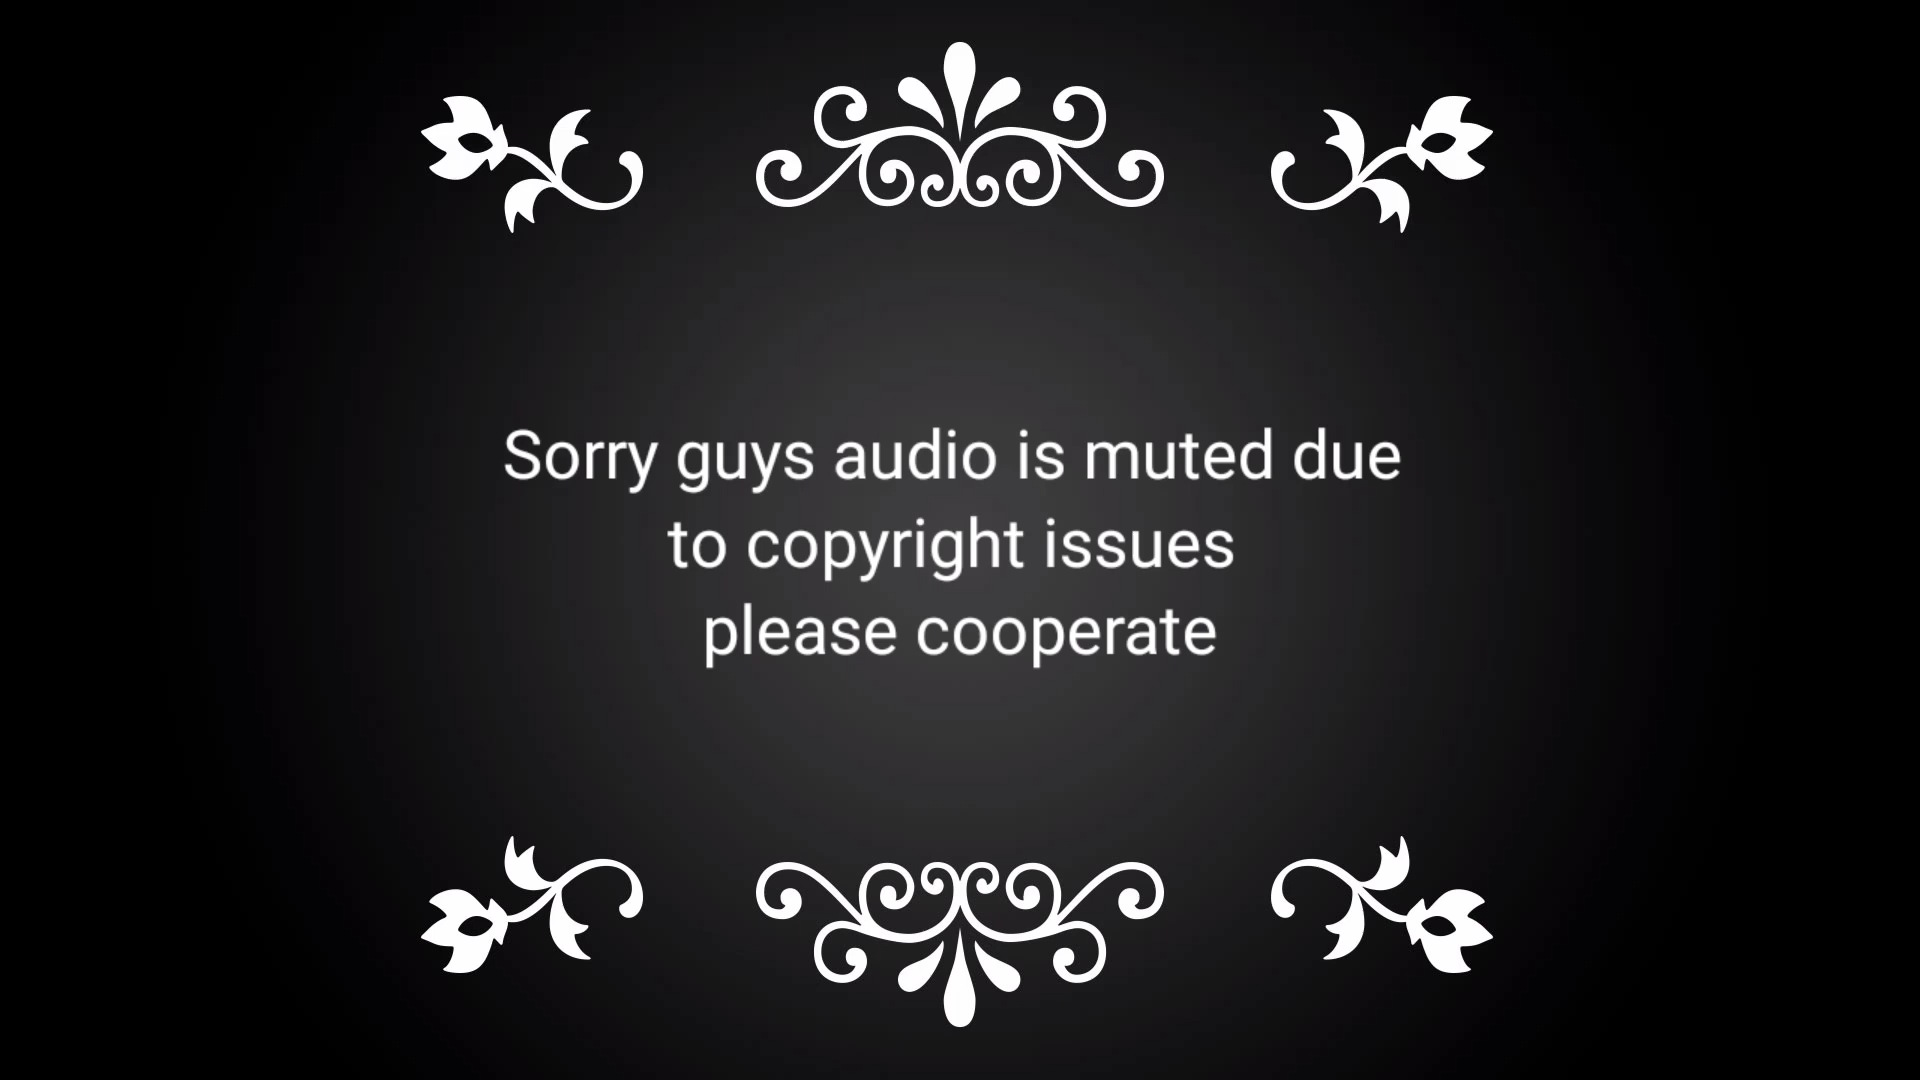 Sorry guys audio is muted due
to copyright issues
please cooperate